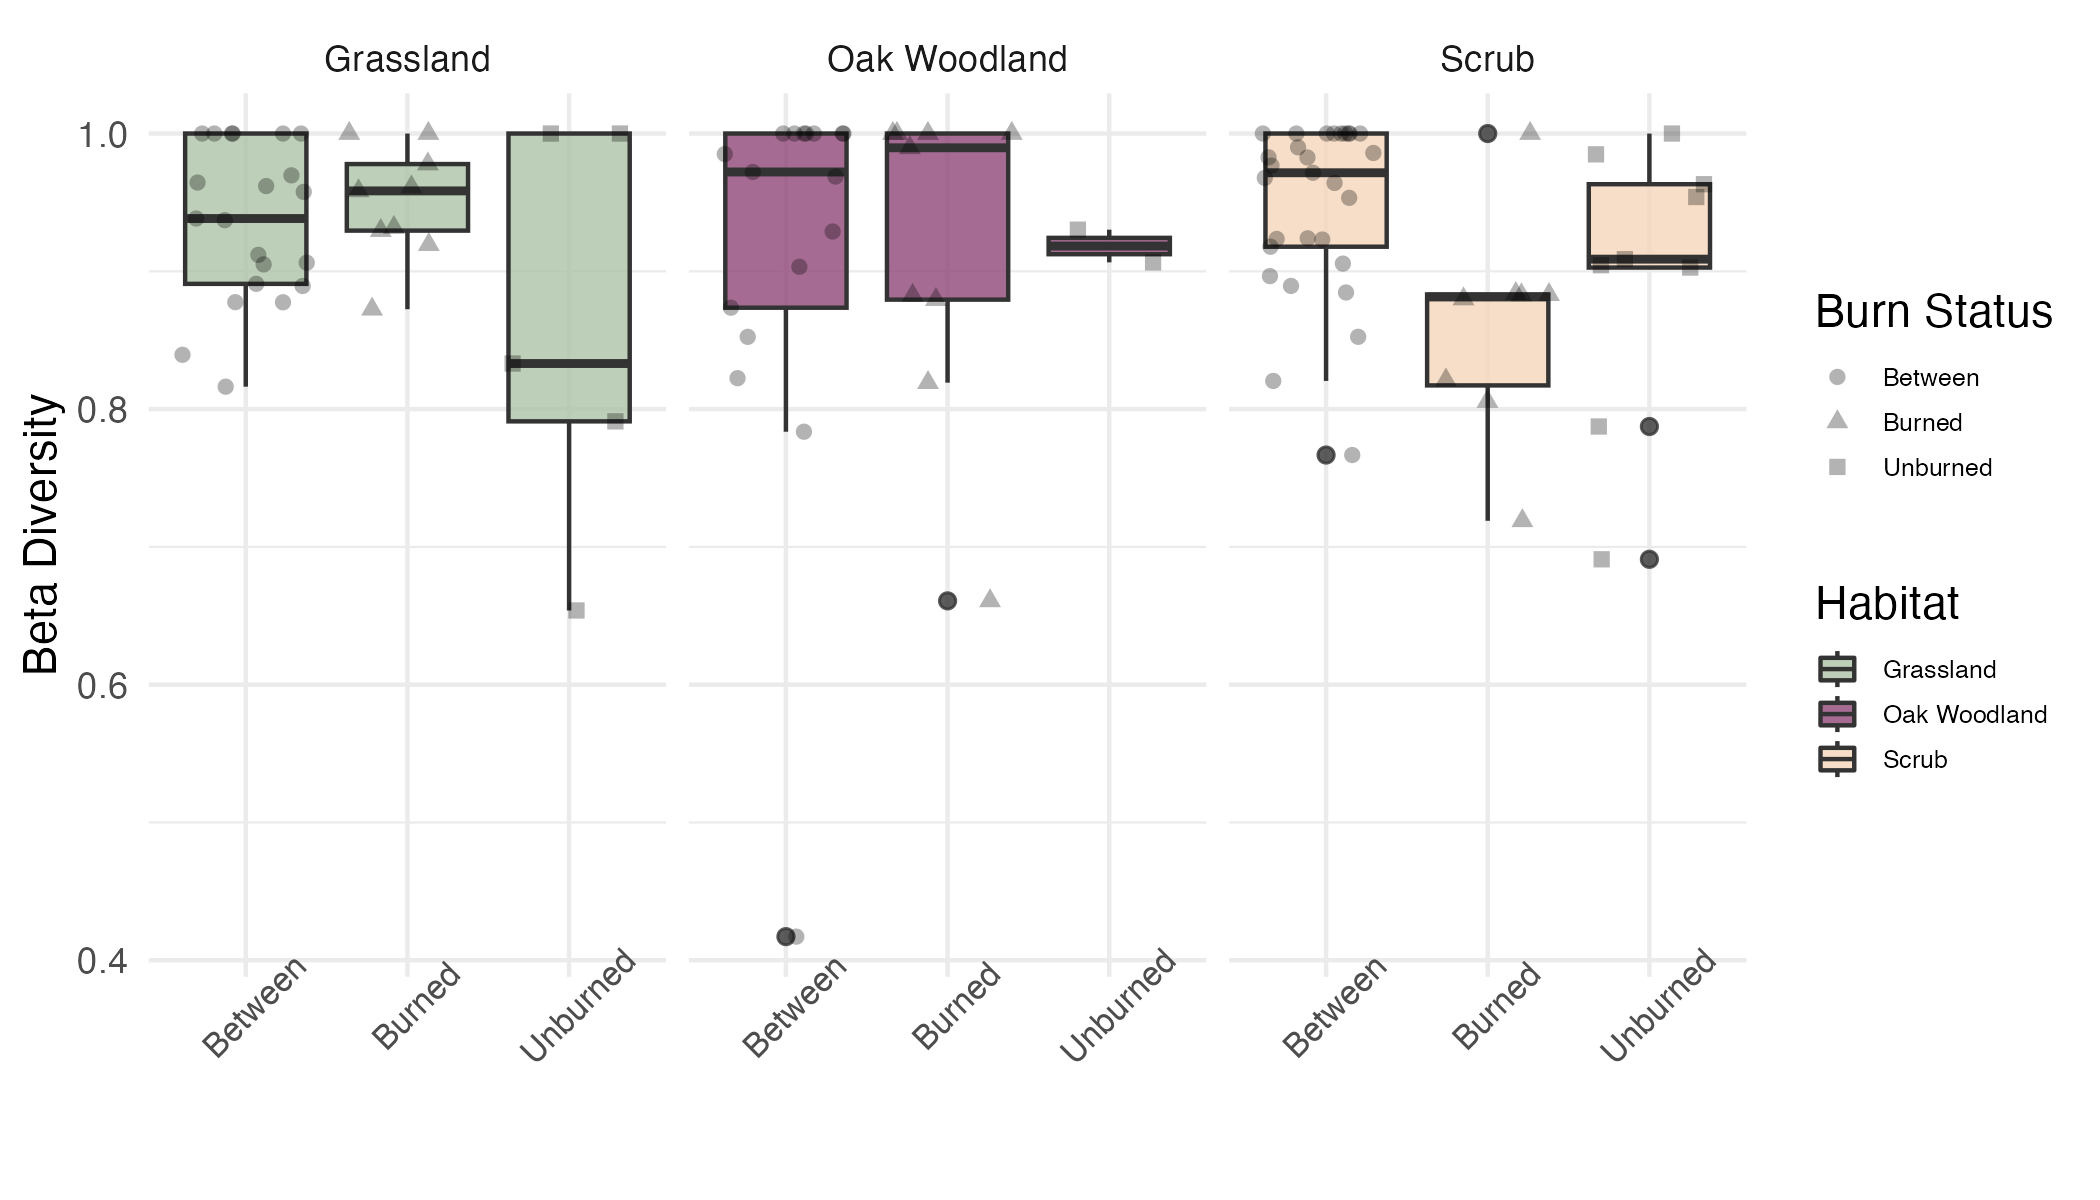 Grassland
Oak Woodland
Scrub
Beta Diversity
1.0
0.8
0.6
0.4
Between
Burned
Unburned
Between
Burned
Unburned
Between
Burned
Unburned
Burn Status
Between
Burned
Unburned
Habitat
Grassland
Oak Woodland
Scrub